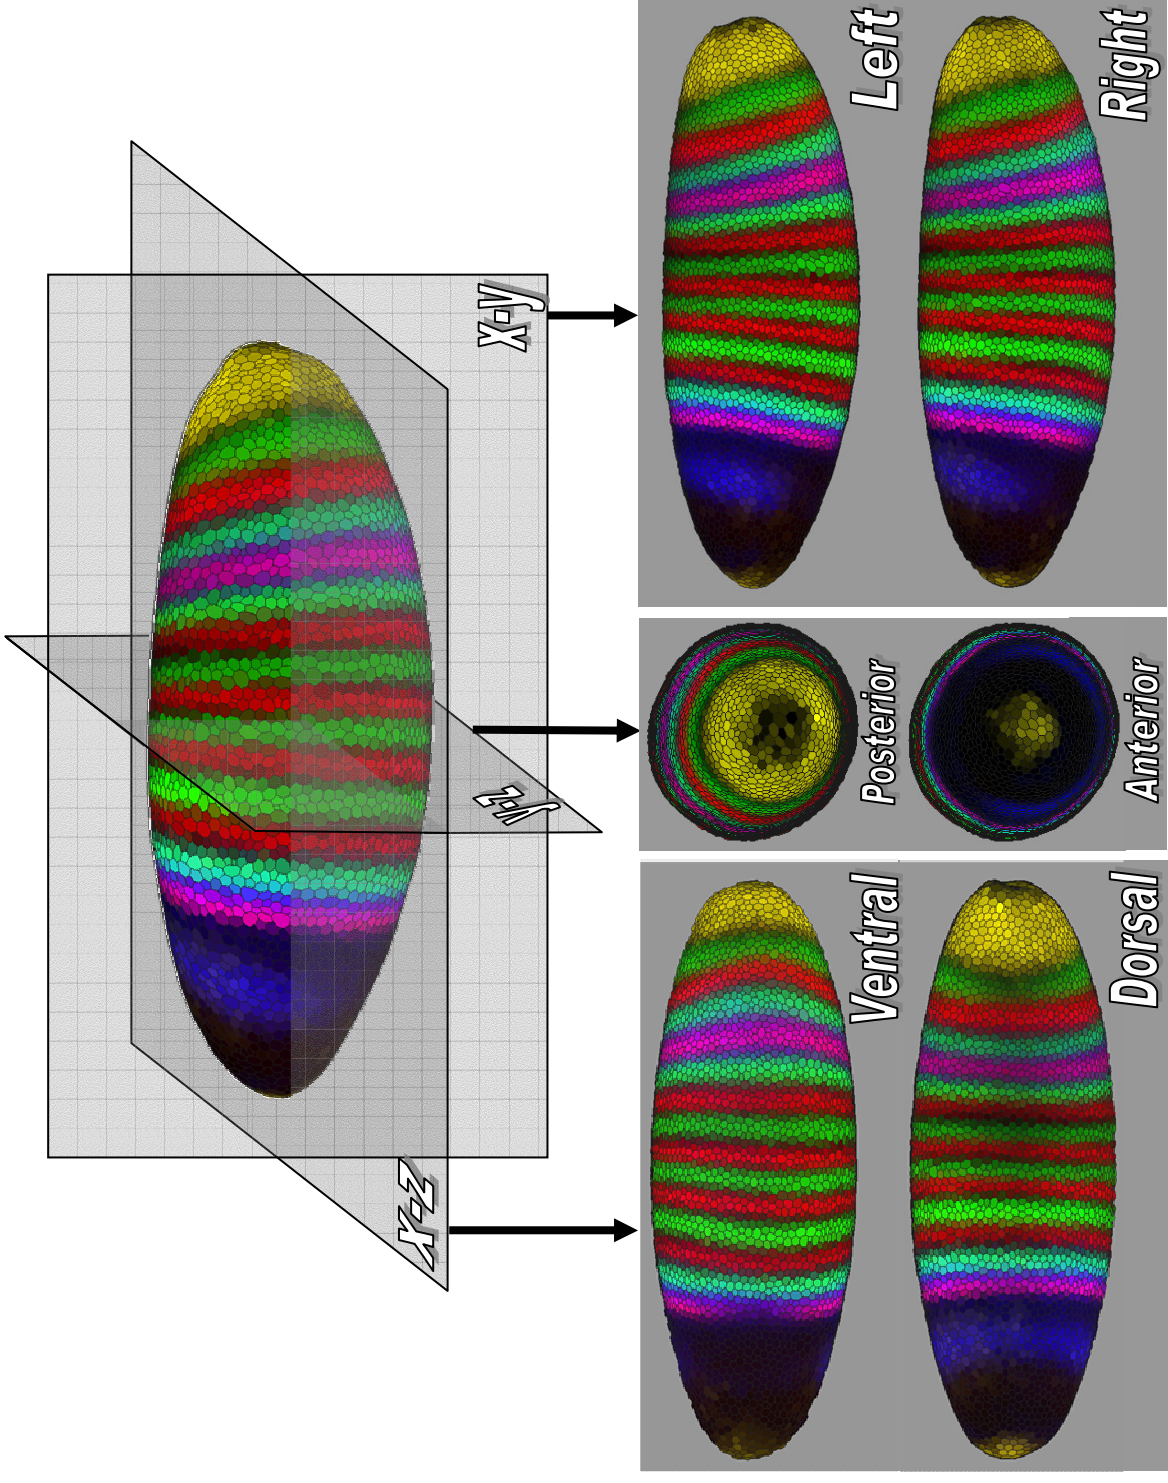 x-y
Left
Right
z-y
Posterior
Anterior
x-z
Ventral
Dorsal